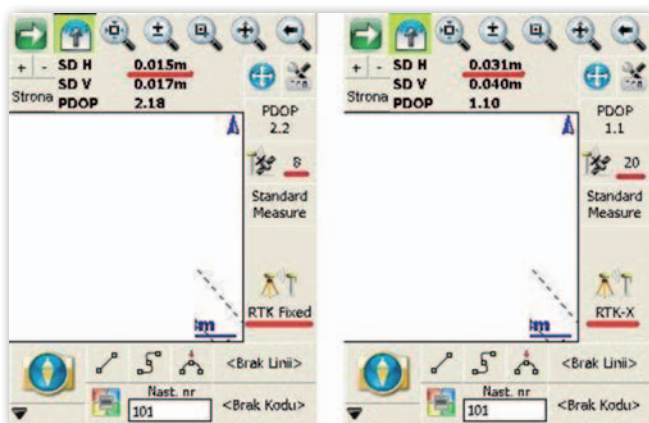 + - SD H 0.015m
SD V 0.017m
Strona PDOP 2.18
PDOP
2.2
8
Standard
Measure
RTK Fixed
m
<Brak Linii>
Nast. nr
101
<Brak Kodu>
+ - SD H 0.031m
SD V 0.040m
Strona PDOP 1.10
PDOP
1.1
20
Standard
Measure
RTK-X
m
<Brak Linii>
Nast. nr
101
<Brak Kodu>